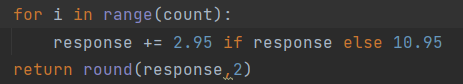 for i in range(count):
    response += 2.95 if response else 10.95
return round(response,2)